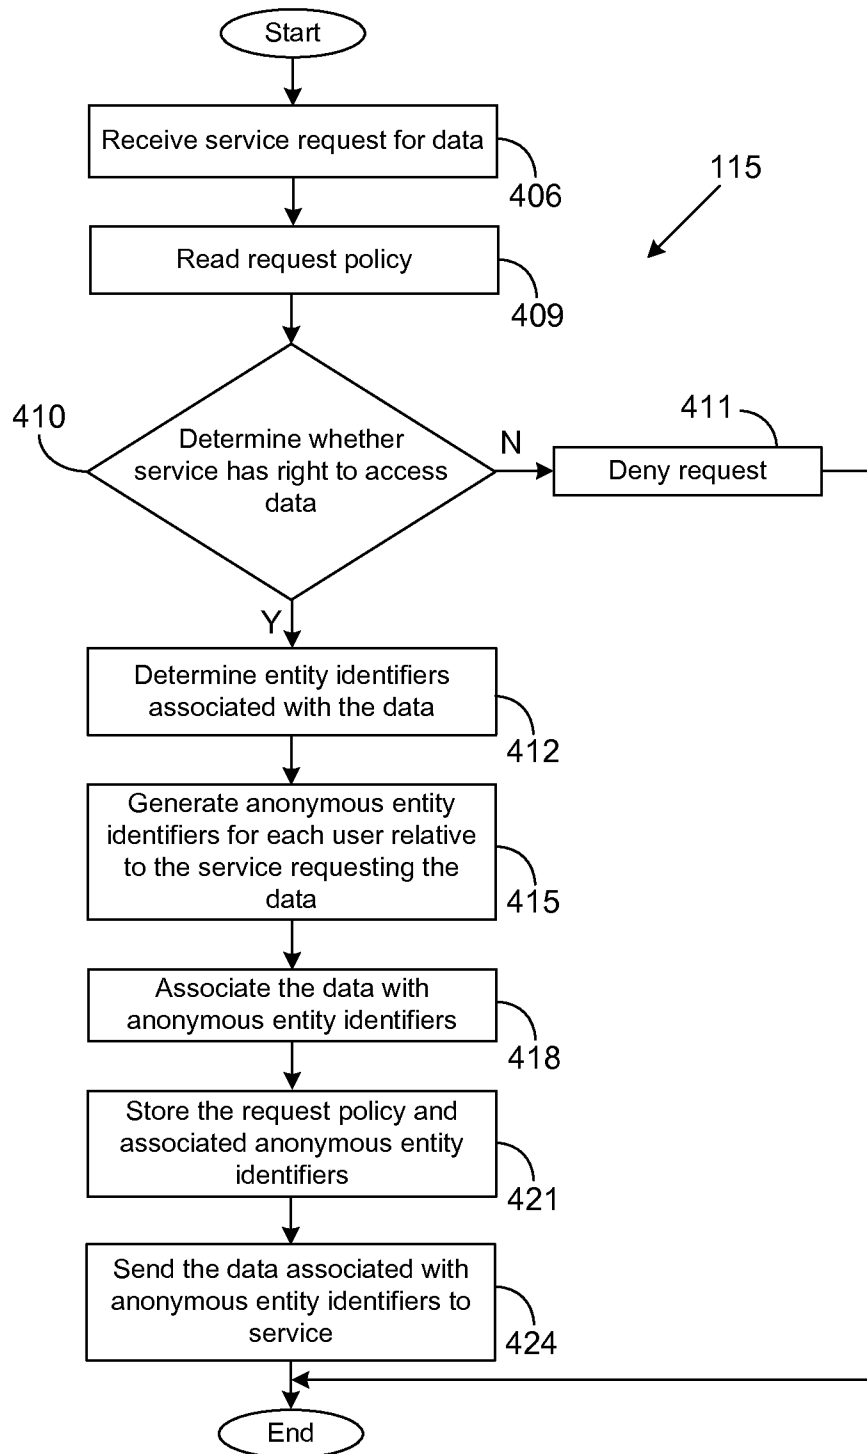 Start
Receive service request for data
406
115
Read request policy
409
410
Determine whether
service has right to access
data
N
411
Deny request
Y
Determine entity identifiers
associated with the data
412
Generate anonymous entity
identifiers for each user relative
to the service requesting the
data
415
Associate the data with
anonymous entity identifiers
418
Store the request policy and
associated anonymous entity
identifiers
421
Send the data associated with
anonymous entity identifiers to
service
424
End